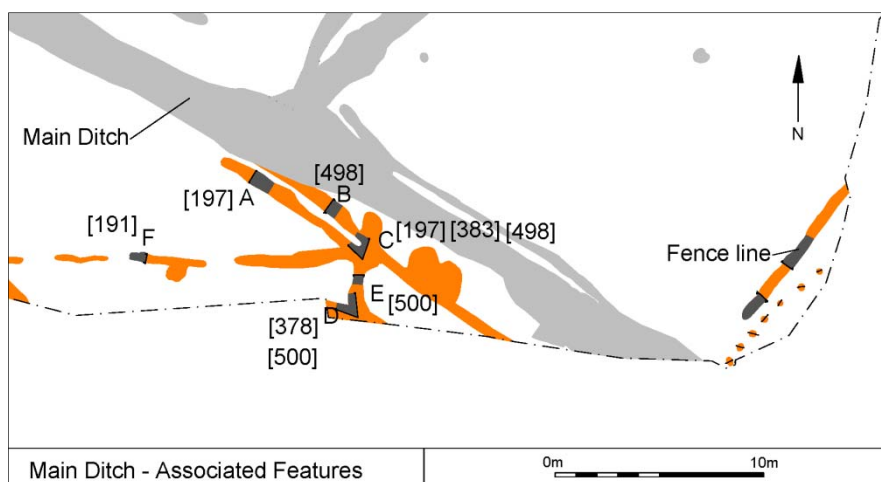 Main Ditch
N
[498]
[197] A
B
[191]
F
C [197] [383] [498]
Fence line
E
[500]
D
[378]
[500]
Main Ditch - Associated Features
0m
10m